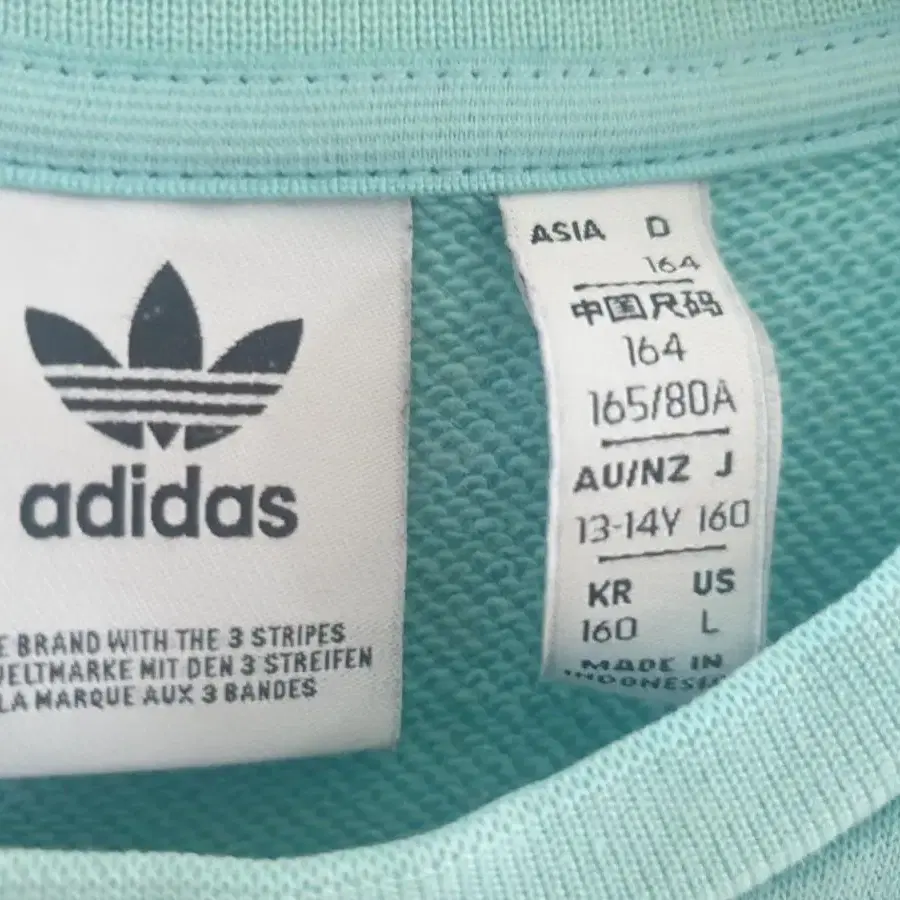 adidas
E BRAND WITH THE 3 STRIPES
WELTMARKE MIT DEN 3 STREIFEN
LA MARQUE AUX 3 BANDES
ASIA D
164
中国尺码
164
165/80A
AU/NZ J
13-14Y 160
KR US
160 L
MADE IN
INDONESIA